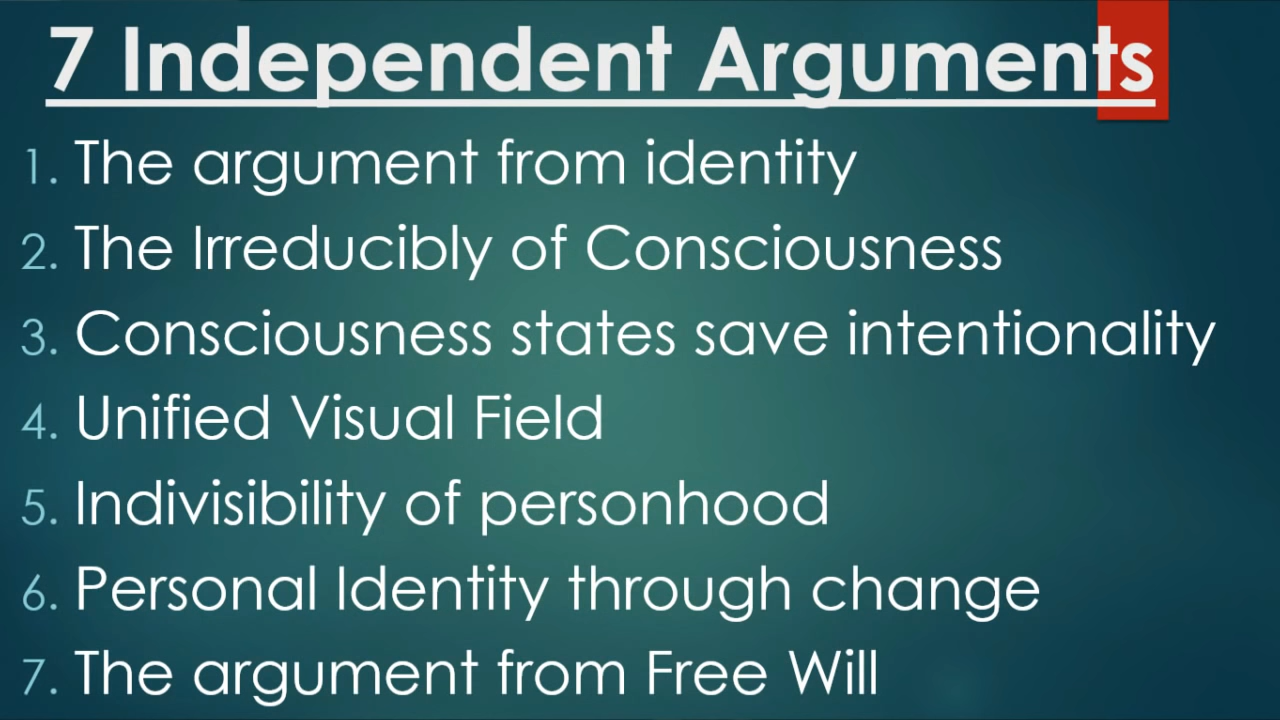 7 Independent Arguments
1. The argument from identity
2. The Irreducibly of Consciousness
3. Consciousness states save intentionality
4. Unified Visual Field
5. Indivisibility of personhood
6. Personal Identity through change
7. The argument from Free Will